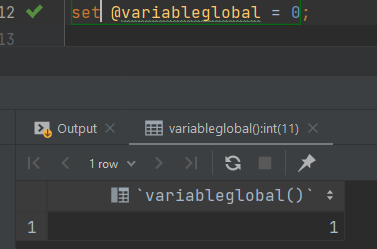 12 set @variableglobal = 0;
13
Output variableglobal():int(11)
1 row
`variableglobal()`
1 1